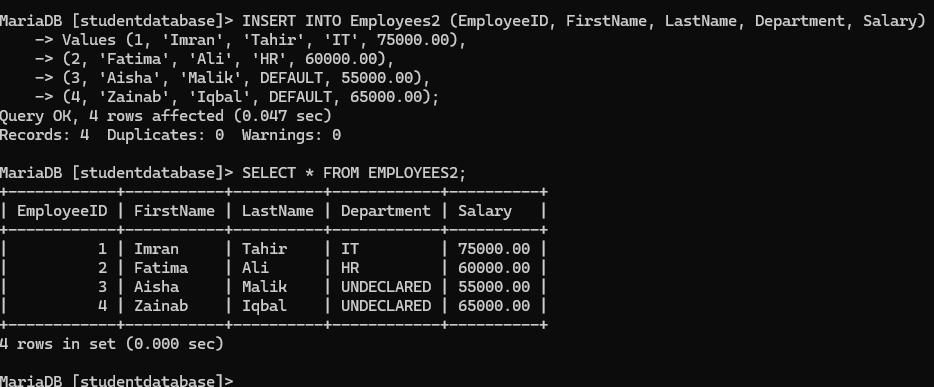 MariaDB [studentdatabase]> INSERT INTO Employees2 (EmployeeID, FirstName, LastName, Department, Salary)
    -> Values (1, 'Imran', 'Tahir', 'IT', 75000.00),
    -> (2, 'Fatima', 'Ali', 'HR', 60000.00),
    -> (3, 'Aisha', 'Malik', DEFAULT, 55000.00),
    -> (4, 'Zainab', 'Iqbal', DEFAULT, 65000.00);
Query OK, 4 rows affected (0.047 sec)
Records: 4  Duplicates: 0  Warnings: 0

MariaDB [studentdatabase]> SELECT * FROM EMPLOYEES2;
+------------+-----------+----------+------------+----------+
| EmployeeID | FirstName | LastName | Department | Salary   |
+------------+-----------+----------+------------+----------+
|          1 | Imran     | Tahir    | IT         | 75000.00 |
|          2 | Fatima    | Ali      | HR         | 60000.00 |
|          3 | Aisha     | Malik    | UNDECLARED | 55000.00 |
|          4 | Zainab    | Iqbal    | UNDECLARED | 65000.00 |
+------------+-----------+----------+------------+----------+
4 rows in set (0.000 sec)

MariaDB [studentdatabase]>